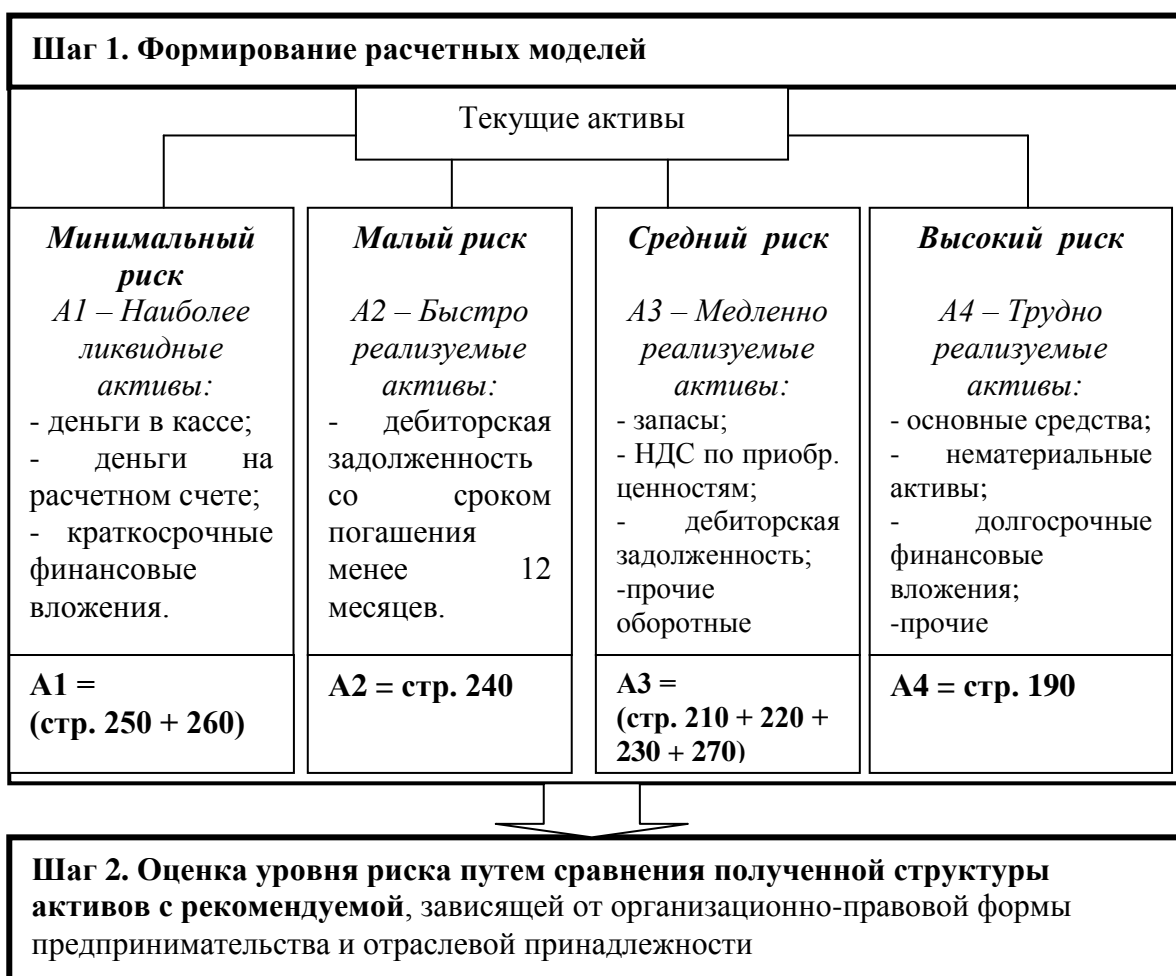 Шаг 1. Формирование расчетных моделей
Текущие активы
Минимальный
риск
А1 – Наиболее
ликвидные
активы:
- деньги в кассе;
- деньги на
расчетном счете;
- краткосрочные
финансовые
вложения.
А1 =
(стр. 250 + 260)
Малый риск
А2 – Быстро
реализуемые
активы:
- дебиторская
задолженность
со сроком
погашения
менее 12
месяцев.
А2 = стр. 240
Средний риск
А3 – Медленно
реализуемые
активы:
- запасы;
- НДС по приобр.
ценностям;
- дебиторская
задолженность;
-прочие
оборотные
А3 =
(стр. 210 + 220 +
230 + 270)
Высокий риск
А4 – Трудно
реализуемые
активы:
- основные средства;
- нематериальные
активы;
- долгосрочные
финансовые
вложения;
-прочие
А4 = стр. 190
Шаг 2. Оценка уровня риска путем сравнения полученной структуры
активов с рекомендуемой, зависящей от организационно-правовой формы
предпринимательства и отраслевой принадлежности